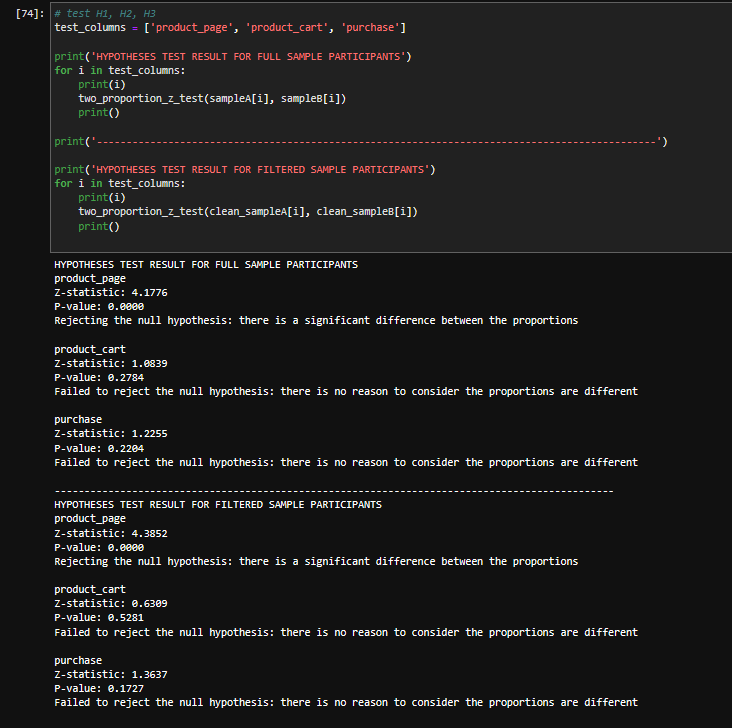 [74]: # test H1, H2, H3
test_columns = ['product_page', 'product_cart', 'purchase']
print('HYPOTHESES TEST RESULT FOR FULL SAMPLE PARTICIPANTS')
for i in test_columns:
    print(i)
    two_proportion_z_test(sampleA[i], sampleB[i])
    print()
print('---------------------------------------------------------------------------------------------')
print('HYPOTHESES TEST RESULT FOR FILTERED SAMPLE PARTICIPANTS')
for i in test_columns:
    print(i)
    two_proportion_z_test(clean_sampleA[i], clean_sampleB[i])
    print()
HYPOTHESES TEST RESULT FOR FULL SAMPLE PARTICIPANTS
product_page
Z-statistic: 4.1776
P-value: 0.0000
Rejecting the null hypothesis: there is a significant difference between the proportions
product_cart
Z-statistic: 1.0839
P-value: 0.2784
Failed to reject the null hypothesis: there is no reason to consider the proportions are different
purchase
Z-statistic: 1.2255
P-value: 0.2204
Failed to reject the null hypothesis: there is no reason to consider the proportions are different
---------------------------------------------------------------------------------------------
HYPOTHESES TEST RESULT FOR FILTERED SAMPLE PARTICIPANTS
product_page
Z-statistic: 4.3852
P-value: 0.0000
Rejecting the null hypothesis: there is a significant difference between the proportions
product_cart
Z-statistic: 0.6309
P-value: 0.5281
Failed to reject the null hypothesis: there is no reason to consider the proportions are different
purchase
Z-statistic: 1.3637
P-value: 0.1727
Failed to reject the null hypothesis: there is no reason to consider the proportions are different